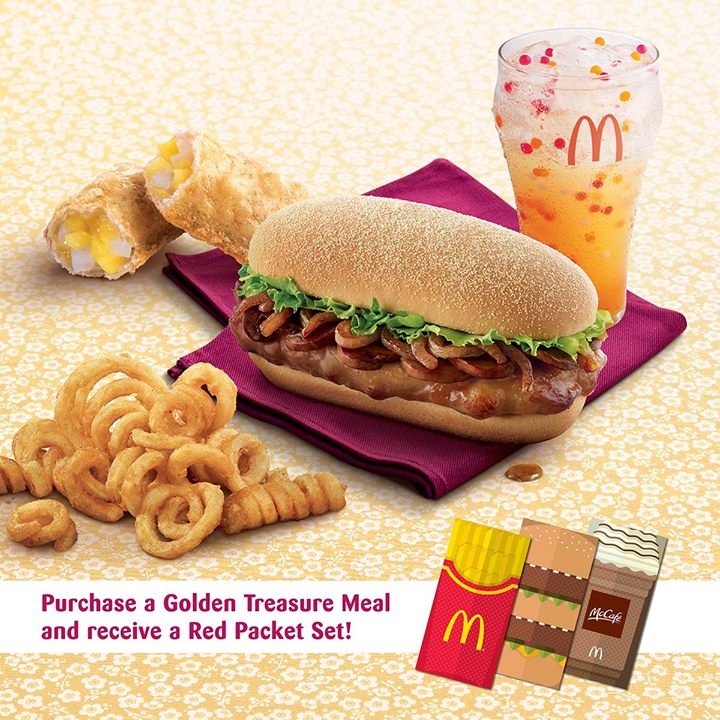 Purchase a Golden Treasure Meal
and receive a Red Packet Set!
McCafé